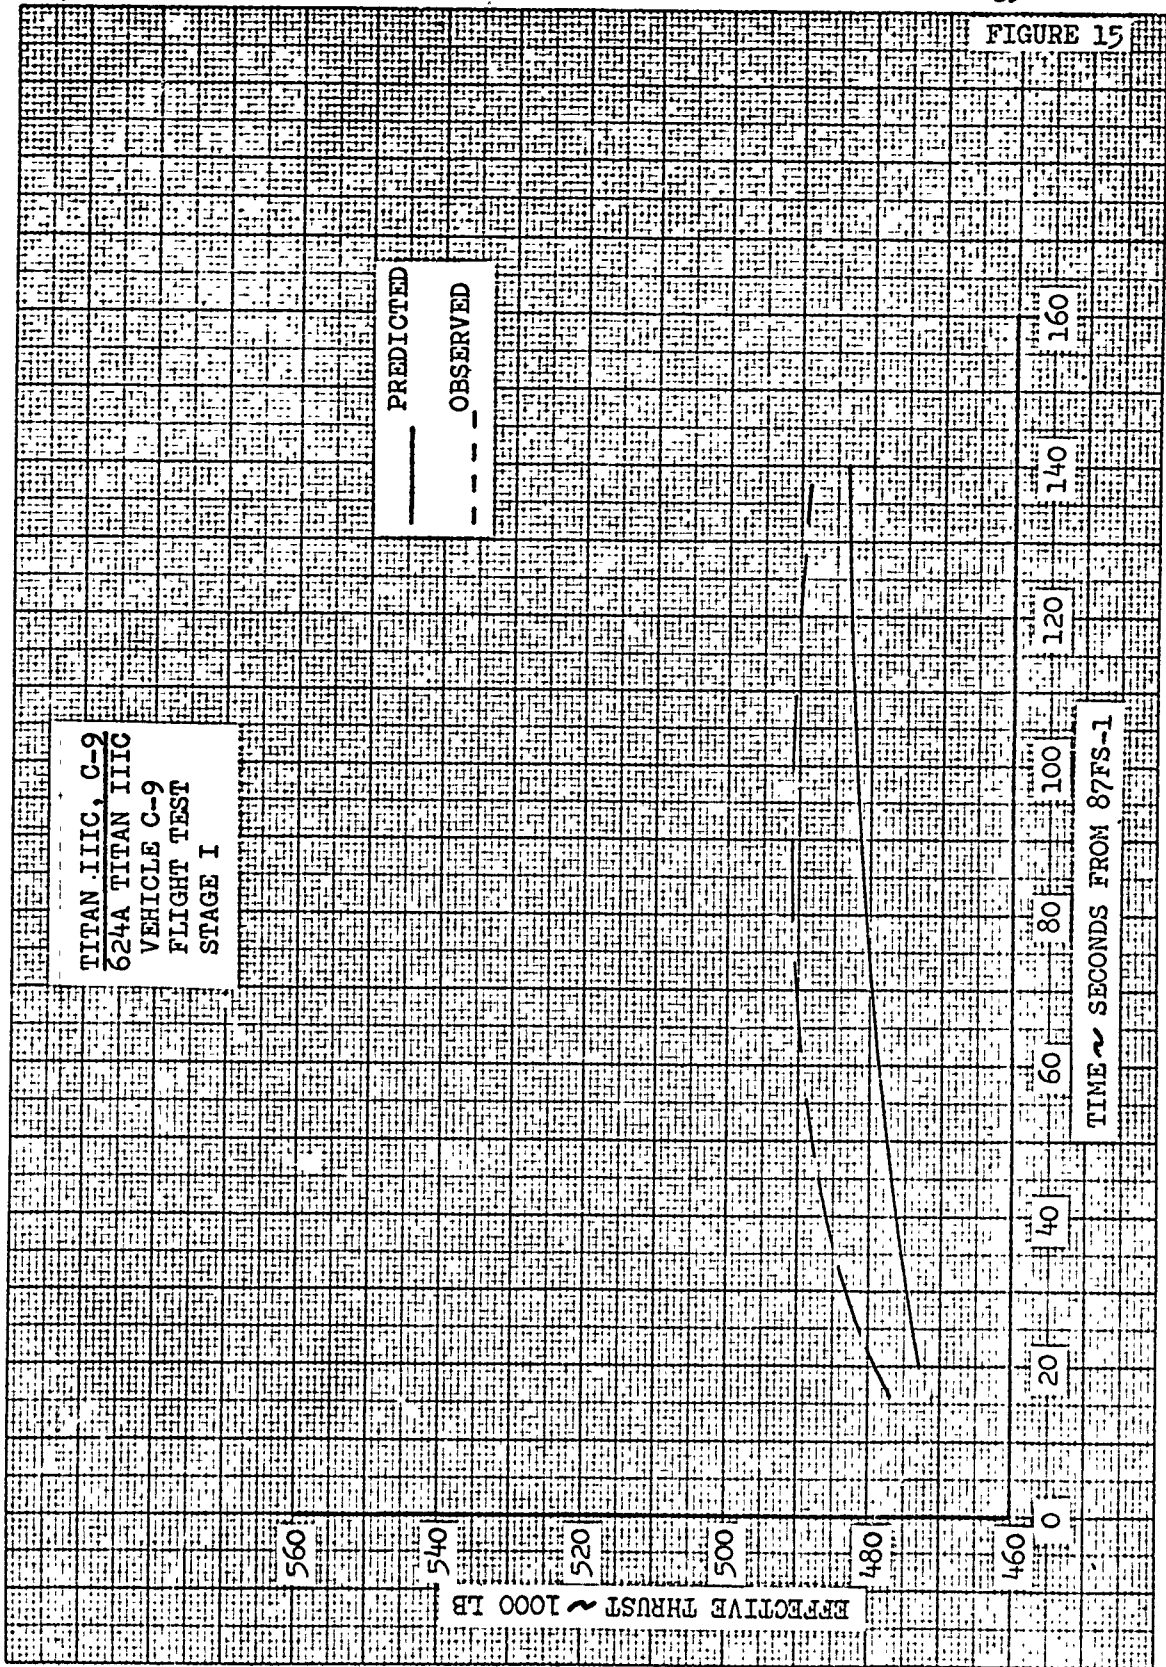 FIGURE 15
TITAN IIIC, C-9
624A TITAN IIIC
VEHICLE C-9
FLIGHT TEST
STAGE I
PREDICTED
OBSERVED
EFFECTIVE THRUST ~ 1000 LB
560
540
520
500
480
460
0
20
40
60
80
100
120
140
160
TIME ~ SECONDS FROM 87FS-1